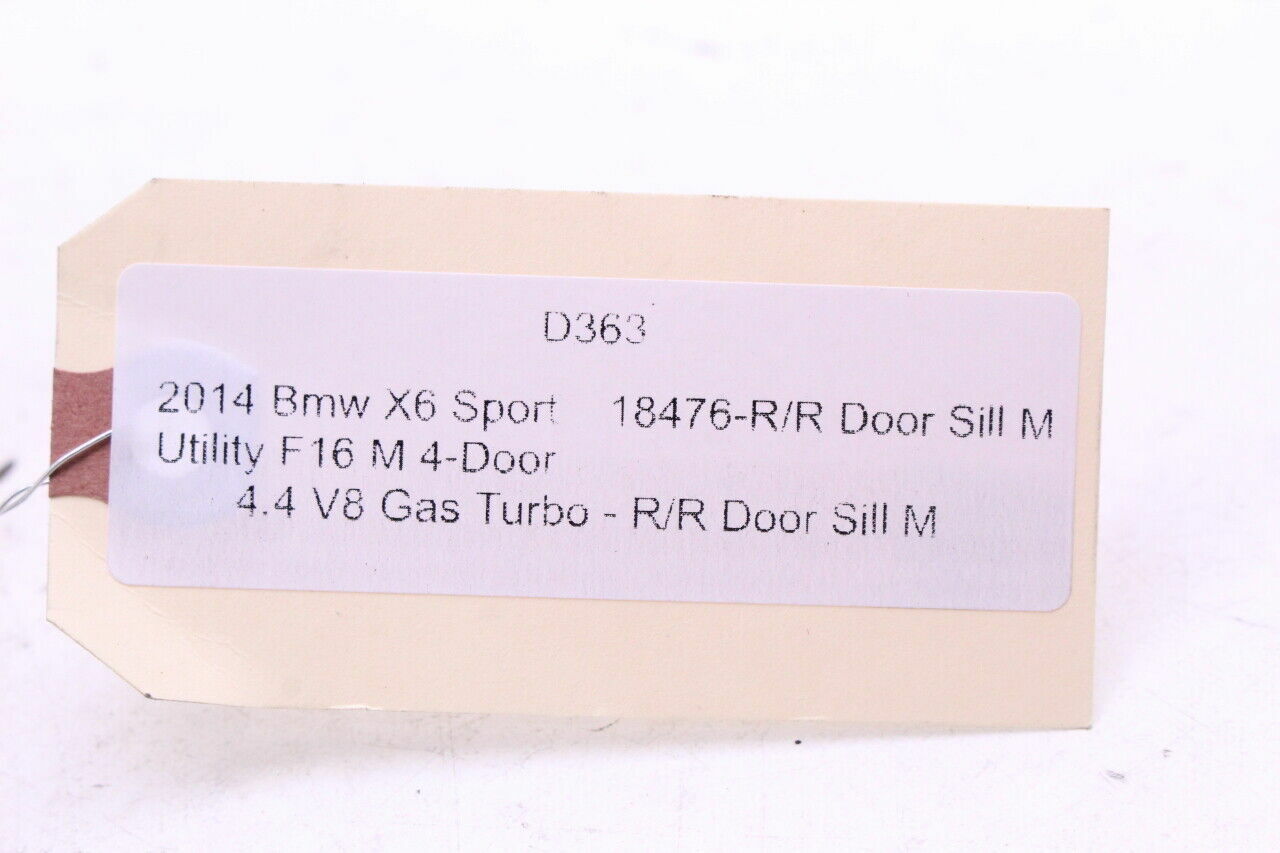 D363
2014 Bmw X6 Sport 18476-R/R Door Sill M
Utility F16 M 4-Door
4.4 V8 Gas Turbo - R/R Door Sill M